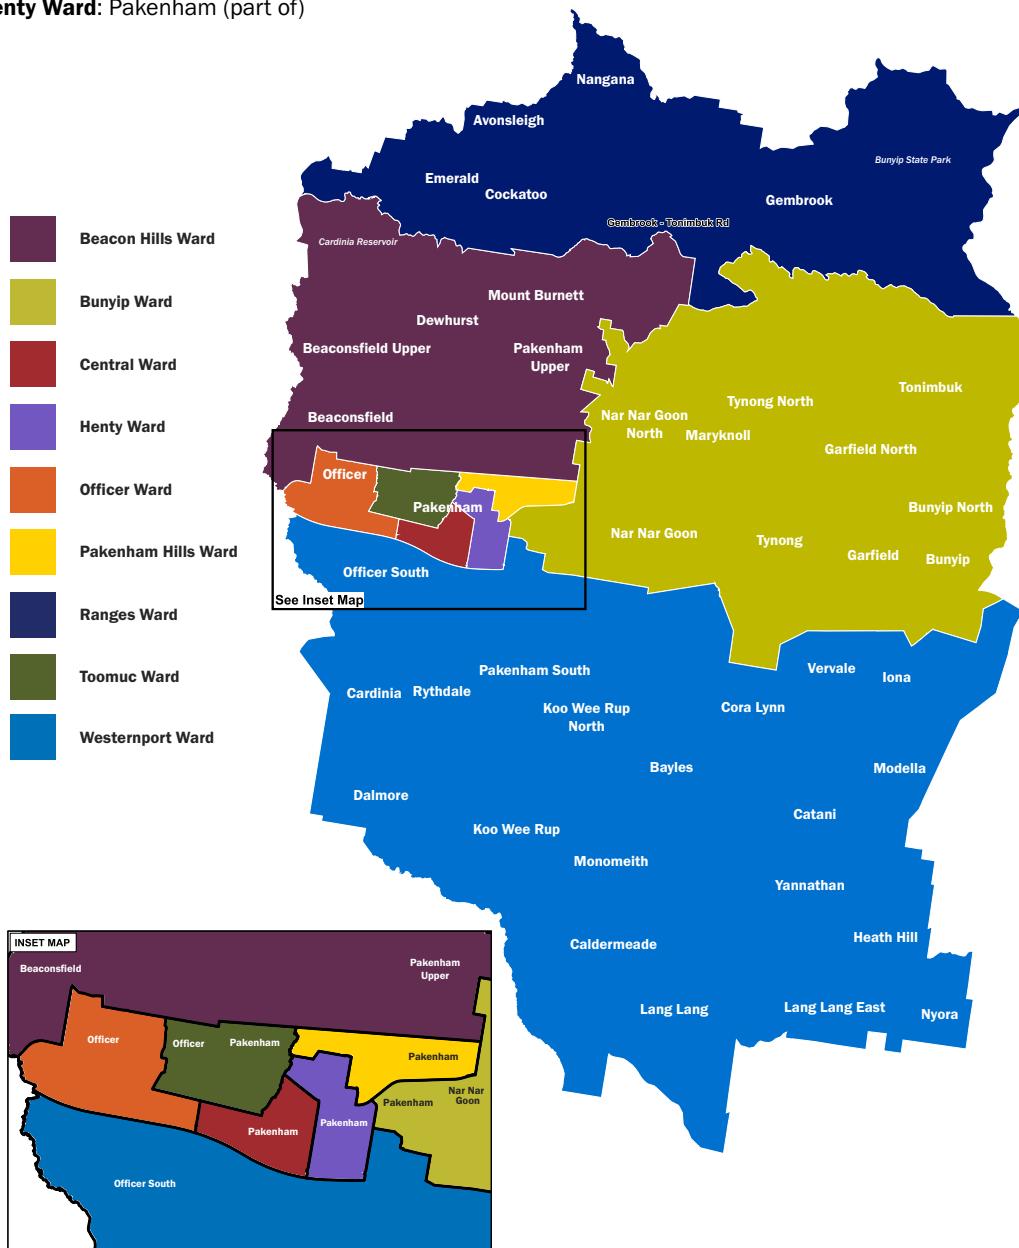 enty Ward: Pakenham (part of)
Nangana
Avonsleigh
Bunyip State Park
Emerald
Cockatoo
Gembrook
Gembrook - Tonimbuk Rd
Cardinia Reservoir
Beacon Hills Ward
Bunyip Ward
Central Ward
Henty Ward
Officer Ward
Pakenham Hills Ward
Ranges Ward
Toomuc Ward
Westernport Ward
Mount Burnett
Dewhurst
Beaconsfield Upper
Pakenham
Upper
Beaconsfield
Tonimbuk
Tynong North
Nar Nar Goon
North
Maryknoll
Garfield North
Officer
Pakenham
Bunyip North
Nar Nar Goon
Tynong
Garfield
Bunyip
Officer South
See Inset Map
Pakenham South
Vervale
Iona
Cardinia
Rythdale
Koo Wee Rup
North
Cora Lynn
Bayles
Modella
Dalmore
Catani
Koo Wee Rup
Monomeith
Yannathan
Heath Hill
Caldermeade
Lang Lang
Lang Lang East
Nyora
INSET MAP
Beaconsfield
Pakenham
Upper
Officer
Officer
Pakenham
Pakenham
Nar Nar
Goon
Pakenham
Pakenham
Pakenham
Officer South